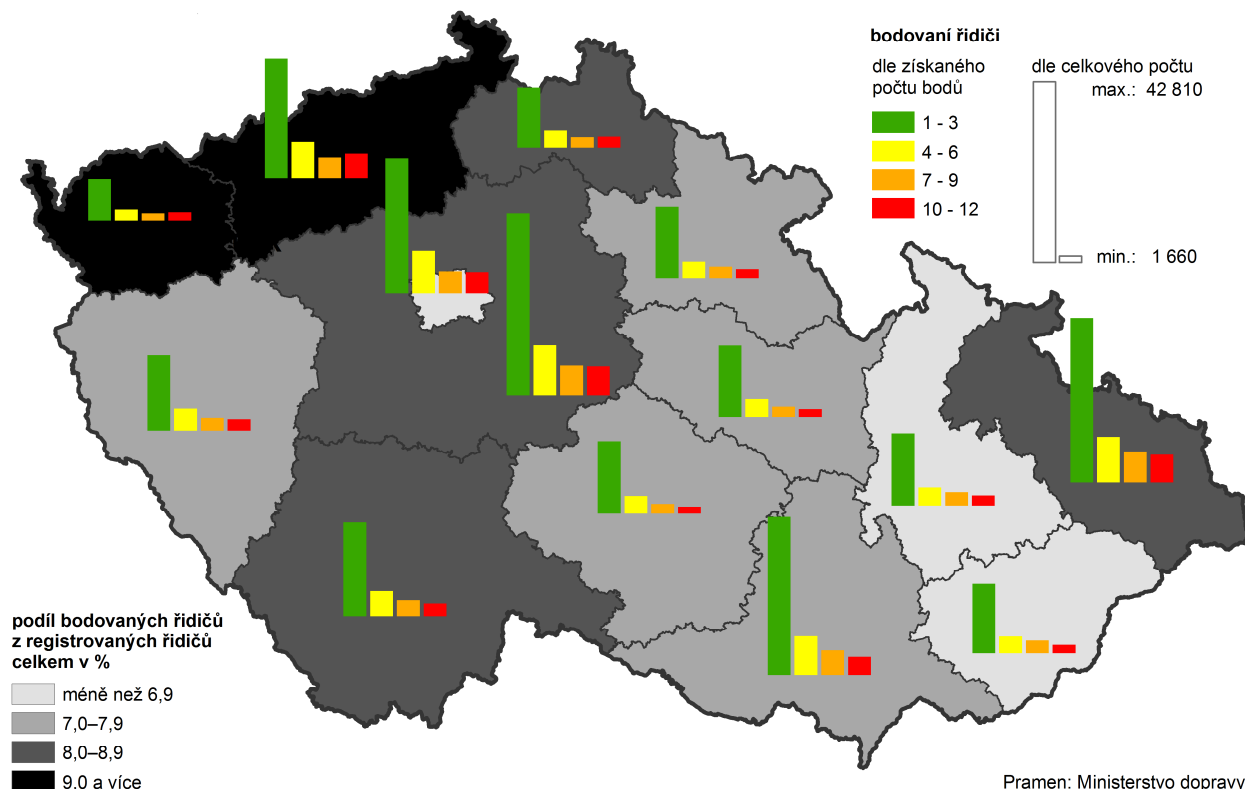 bodovaní řidiči
dle získaného
počtu bodů
1 - 3
4 - 6
7 - 9
10 - 12
dle celkového počtu
max.: 42 810
min.: 1 660
podíl bodovaných řidičů
z registrovaných řidičů
celkem v %
méně než 6,9
7,0–7,9
8,0–8,9
9,0 a více
Pramen: Ministerstvo dopravy